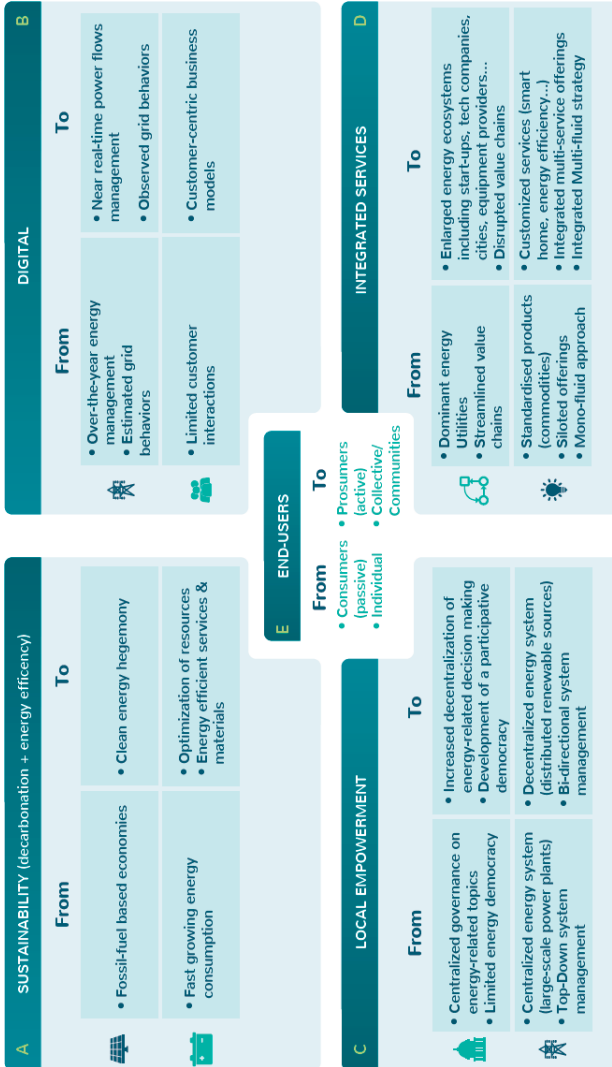 A
SUSTAINABILITY (decarbonation + energy efficency)
From
To
• Fossil-fuel based economies
• Clean energy hegemony
• Fast growing energy
consumption
• Optimization of resources
• Energy efficient services &
materials
B
DIGITAL
From
To
• Over-the-year energy
management
• Estimated grid
behaviors
• Near real-time power flows
management
• Observed grid behaviors
• Limited customer
interactions
• Customer-centric business
models
E
END-USERS
From
To
• Consumers
(passive)
• Individual
• Prosumers
(active)
• Collective/
Communities
C
LOCAL EMPOWERMENT
From
To
• Centralized governance on
energy-related topics
• Limited energy democracy
• Increased decentralization of
energy-related decision making
• Development of a participative
democracy
• Centralized energy system
(large-scale power plants)
• Top-Down system
management
• Decentralized energy system
(distributed renewable sources)
• Bi-directional system
management
D
INTEGRATED SERVICES
From
To
• Dominant energy
Utilities
• Streamlined value
chains
• Enlarged energy ecosystems
including start-ups, tech companies,
cities, equipment providers...
• Disrupted value chains
• Standardised products
(commodities)
• Siloted offerings
• Mono-fluid approach
• Customized services (smart
home, energy efficiency...)
• Integrated multi-service offerings
• Integrated Multi-fluid strategy